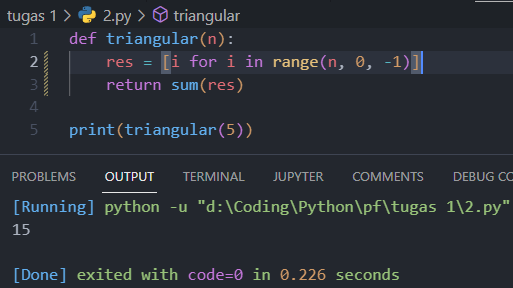 tugas 1 > 2.py > triangular
1 def triangular(n):
2     res = [i for i in range(n, 0, -1)]
3     return sum(res)
4
5 print(triangular(5))
PROBLEMS OUTPUT TERMINAL JUPYTER COMMENTS DEBUG CO
[Running] python -u "d:\Coding\Python\pf\tugas 1\2.py"
15
[Done] exited with code=0 in 0.226 seconds